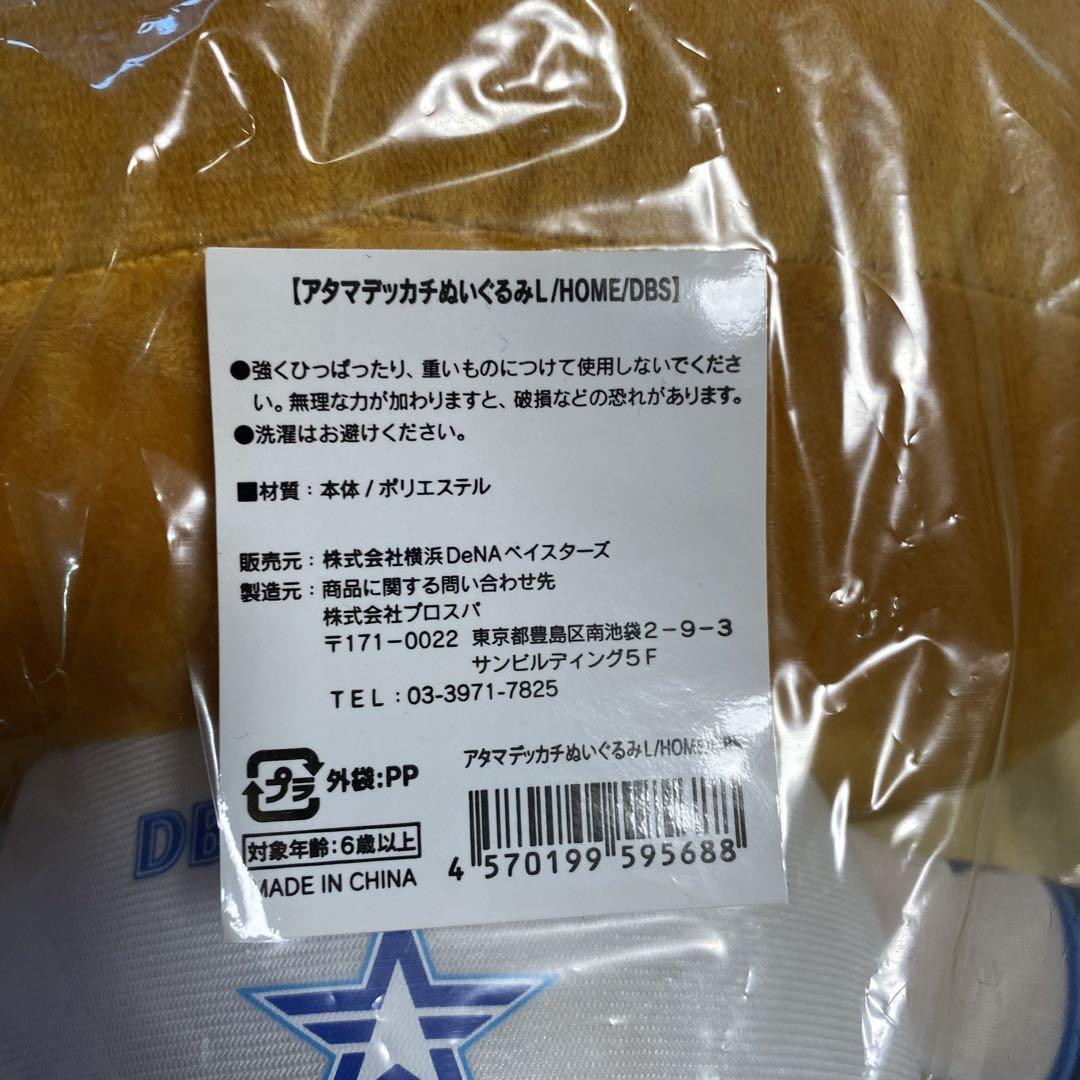 【アタマデッカチぬいぐるみL/HOME/DBS】
●強くひっぱったり、重いものにつけて使用しないでくださ
い。無理な力が加わりますと、破損などの恐れがあります。
●洗濯はお避けください。
■材質：本体/ポリエステル
販売元：株式会社横浜DeNAベイスターズ
製造元：商品に関する問い合わせ先
株式会社プロスパ
〒171-0022 東京都豊島区南池袋2-9-3
サンビルディング5F
TEL：03-3971-7825
アタマデッカチぬいぐるみL/HOME/
プラ 外袋:PP
対象年齢:6歳以上
MADE IN CHINA
4 570199 595688
DB